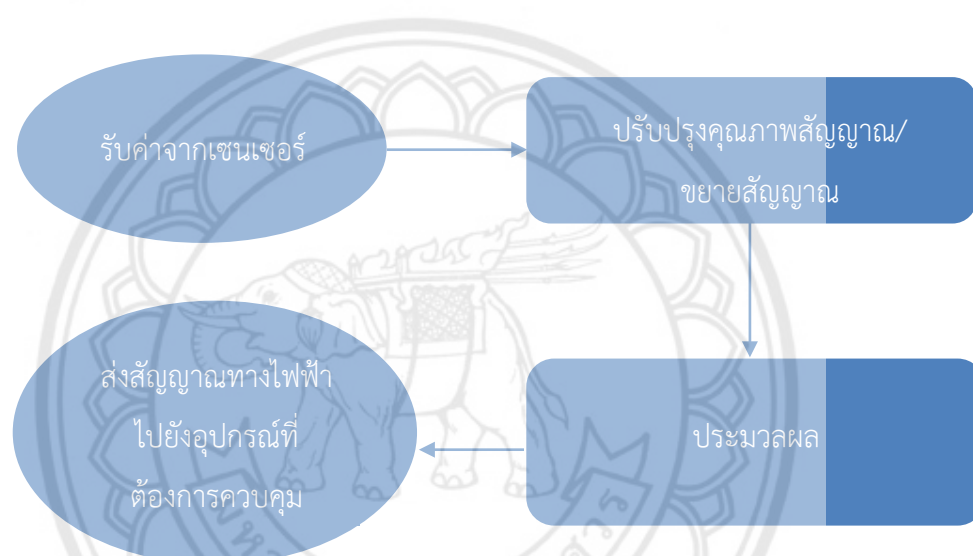 รับค่าจากเซนเซอร์
ปรับปรุงคุณภาพสัญญาณ/
ขยายสัญญาณ
ประมวลผล
ส่งสัญญาณทางไฟฟ้า
ไปยังอุปกรณ์ที่
ต้องการควบคุม